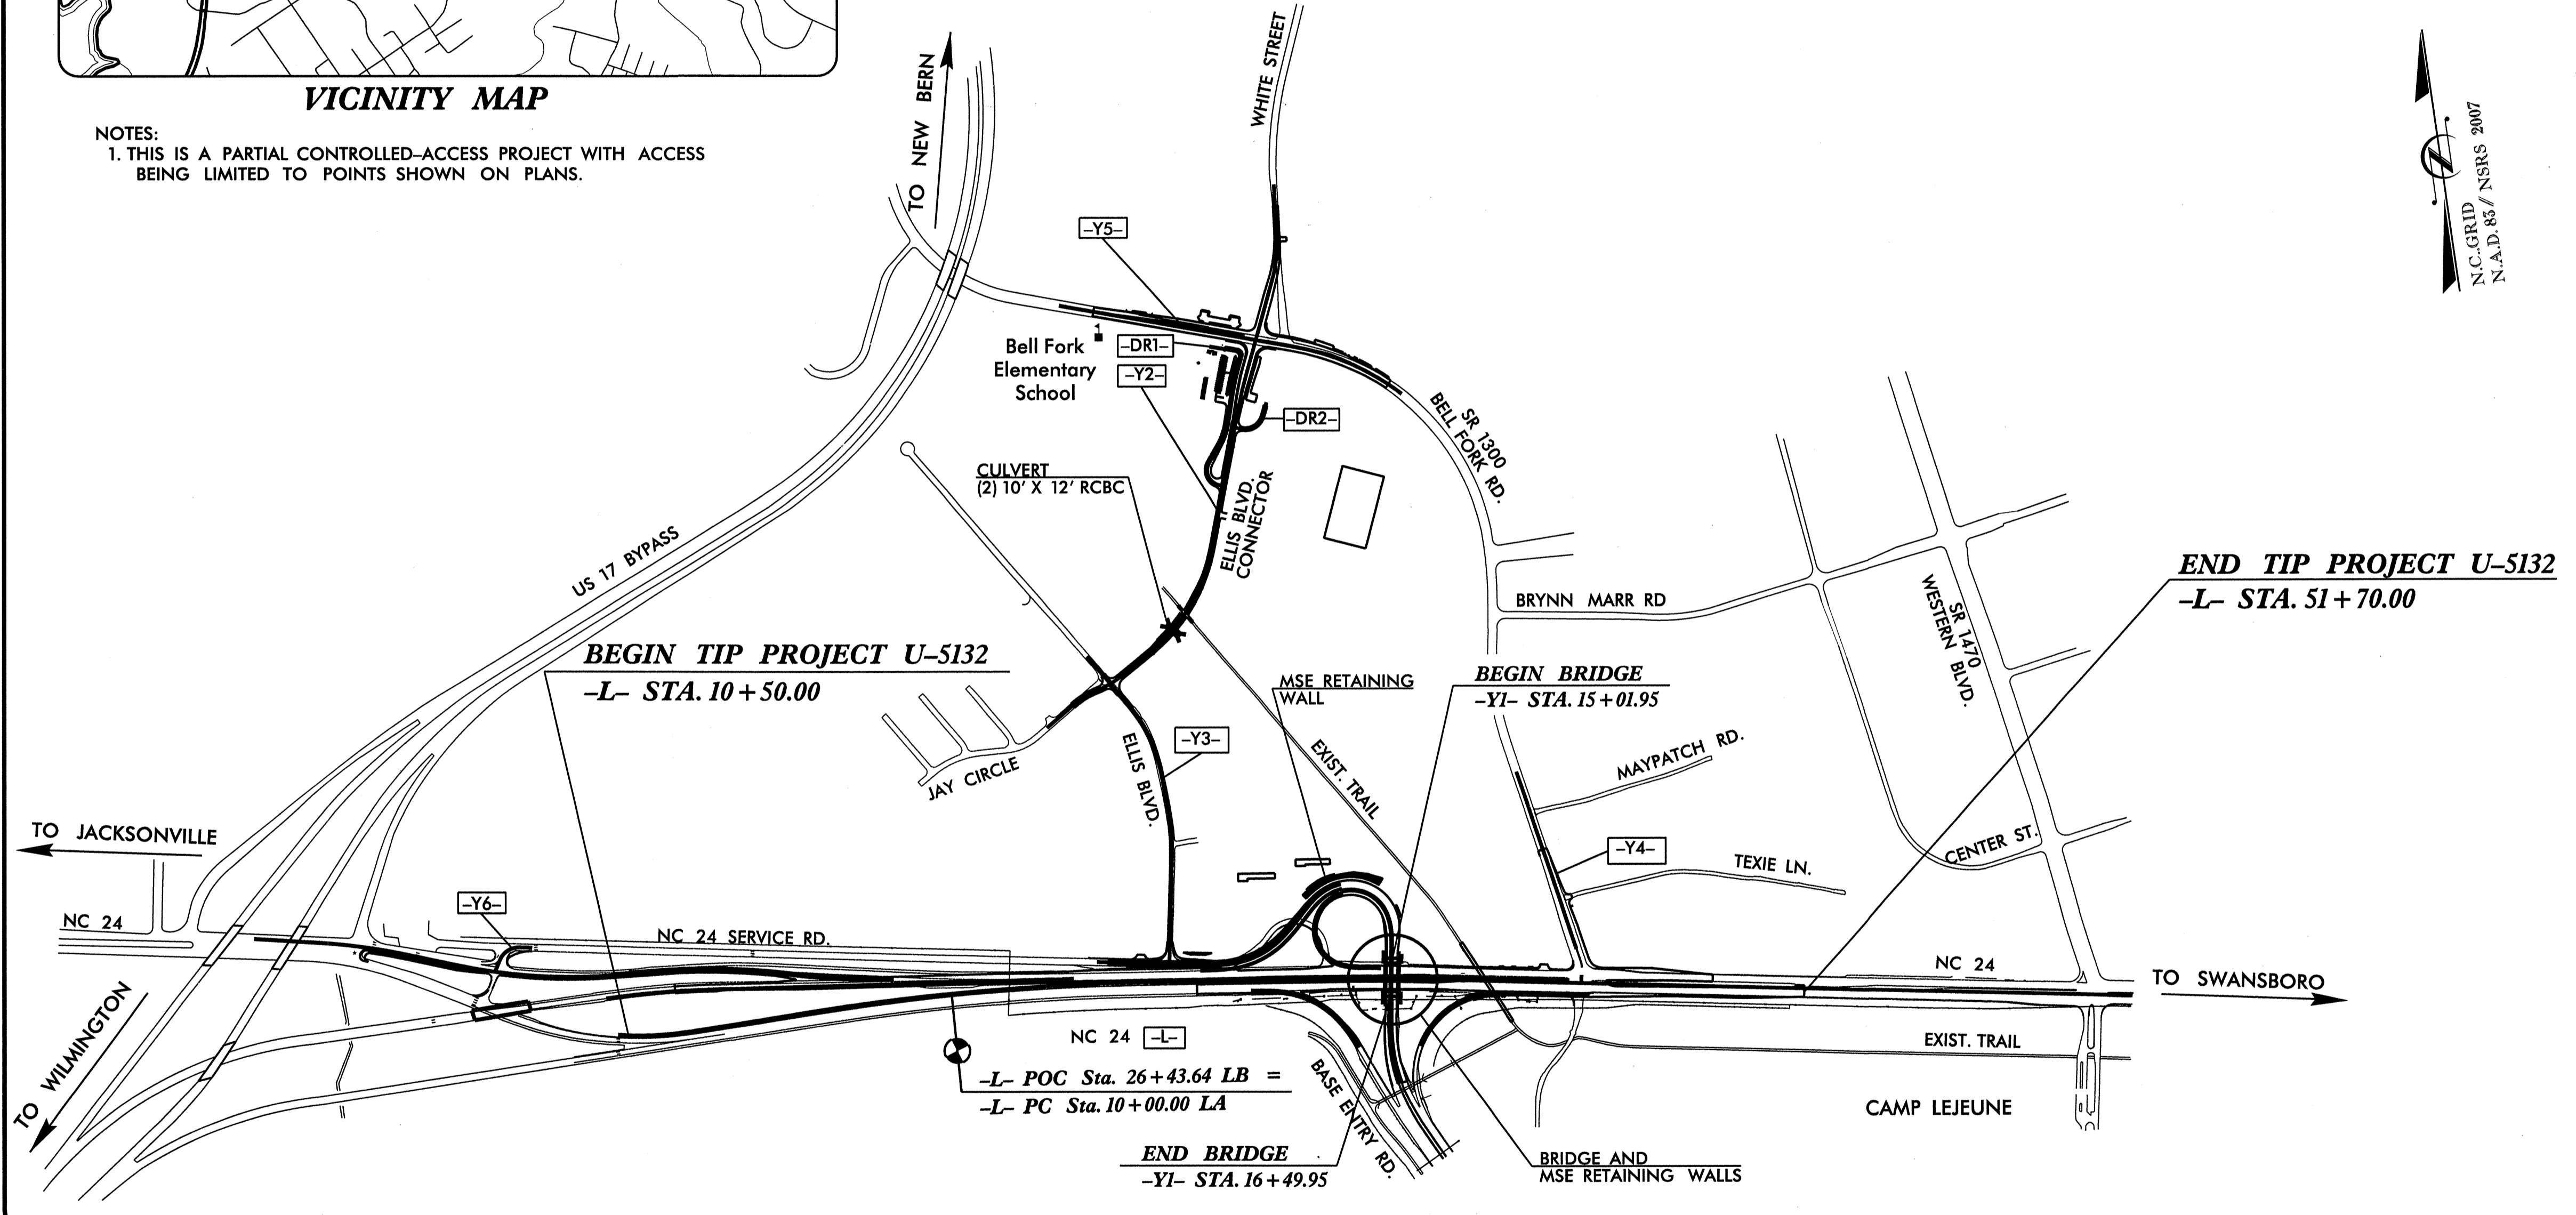 VICINITY MAP
NOTES:
1. THIS IS A PARTIAL CONTROLLED-ACCESS PROJECT WITH ACCESS
BEING LIMITED TO POINTS SHOWN ON PLANS.
TO NEW BERN
WHITE STREET
N.C. GRID
N.A.D. 83 // NSRS 2007
-Y5-
1
Bell Fork
Elementary
School
-DR1-
-Y2-
-DR2-
SR 1300
BELL FORK RD.
CULVERT
(2) 10' X 12' RCBC
ELLIS BLVD.
CONNECTOR
US 17 BYPASS
BRYNN MARR RD
SR 1470
WESTERN BLVD.
END TIP PROJECT U-5132
-L- STA. 51+70.00
BEGIN TIP PROJECT U-5132
-L- STA. 10+50.00
MSE RETAINING
WALL
BEGIN BRIDGE
-Y1- STA. 15+01.95
-Y3-
ELLIS BLVD.
JAY CIRCLE
EXIST. TRAIL
MAYPATCH RD.
-Y4-
TEXIE LN.
CENTER ST.
TO JACKSONVILLE
NC 24
-Y6-
NC 24 SERVICE RD.
NC 24
TO SWANSBORO
TO WILMINGTON
NC 24 -L-
EXIST. TRAIL
-L- POC Sta. 26+43.64 LB =
-L- PC Sta. 10+00.00 LA
BASE ENTRY RD.
CAMP LEJEUNE
END BRIDGE
-Y1- STA. 16+49.95
BRIDGE AND
MSE RETAINING WALLS